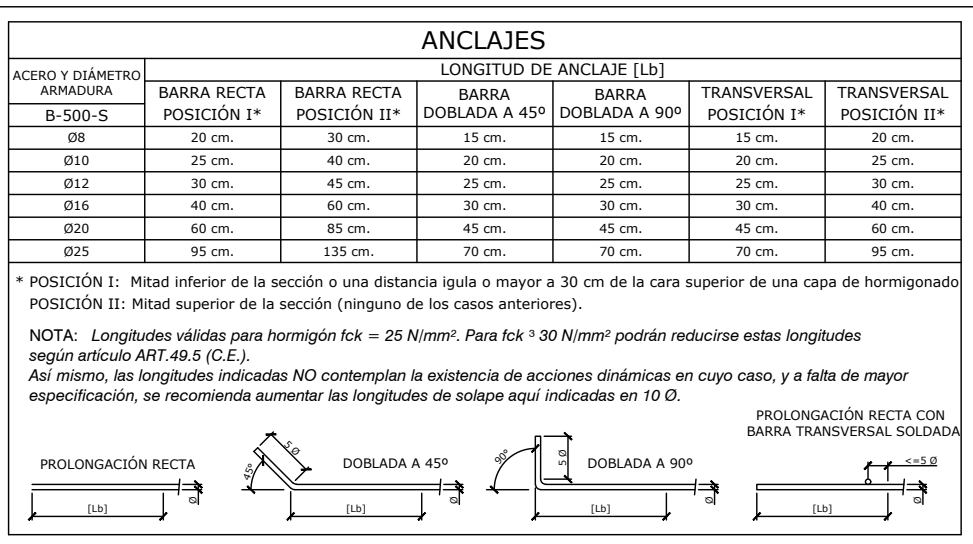 ANCLAJES
ACERO Y DIÁMETRO
ARMADURA
LONGITUD DE ANCLAJE [Lb]
B-500-S
BARRA RECTA
POSICIÓN I*
BARRA RECTA
POSICIÓN II*
BARRA
DOBLADA A 45º
BARRA
DOBLADA A 90º
TRANSVERSAL
POSICIÓN I*
TRANSVERSAL
POSICIÓN II*
Ø8 20 cm. 30 cm. 15 cm. 15 cm. 15 cm. 20 cm.
Ø10 25 cm. 40 cm. 20 cm. 20 cm. 20 cm. 25 cm.
Ø12 30 cm. 45 cm. 25 cm. 25 cm. 25 cm. 30 cm.
Ø16 40 cm. 60 cm. 30 cm. 30 cm. 30 cm. 40 cm.
Ø20 60 cm. 85 cm. 45 cm. 45 cm. 45 cm. 60 cm.
Ø25 95 cm. 135 cm. 70 cm. 70 cm. 70 cm. 95 cm.
* POSICIÓN I: Mitad inferior de la sección o una distancia igula o mayor a 30 cm de la cara superior de una capa de hormigonado
POSICIÓN II: Mitad superior de la sección (ninguno de los casos anteriores).
NOTA: Longitudes válidas para hormigón fck = 25 N/mm². Para fck ³ 30 N/mm² podrán reducirse estas longitudes
según artículo ART.49.5 (C.E.).
Así mismo, las longitudes indicadas NO contemplan la existencia de acciones dinámicas en cuyo caso, y a falta de mayor
especificación, se recomienda aumentar las longitudes de solape aquí indicadas en 10 Ø.
PROLONGACIÓN RECTA
[Lb]
Ø
45º
5 Ø
DOBLADA A 45º
[Lb]
Ø
90º
5 Ø
DOBLADA A 90º
[Lb]
Ø
PROLONGACIÓN RECTA CON
BARRA TRANSVERSAL SOLDADA
<=5 Ø
[Lb]
Ø